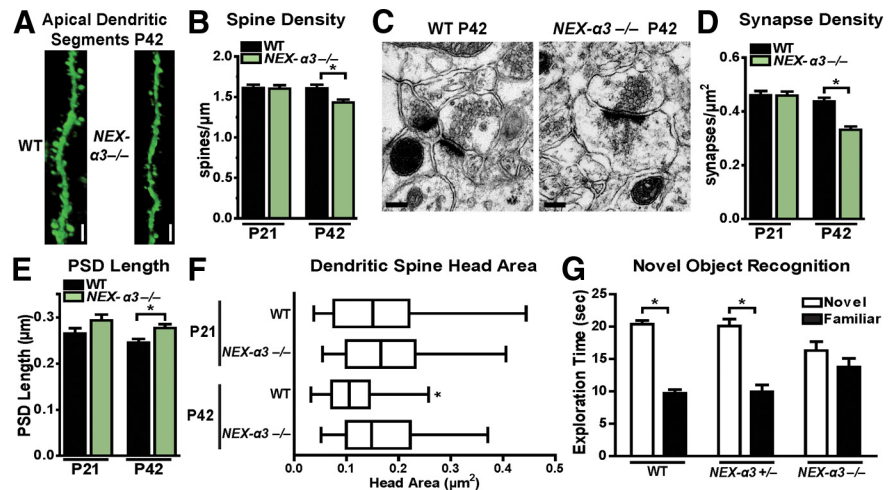 A Apical Dendritic
Segments P42
WT
NEX-
α3–/–
B Spine Density
WT
NEX-α3–/–
*
spines/μm
2.0
1.5
1.0
0.5
0.0
P21 P42
C WT P42 NEX-α3 –/– P42
D Synapse Density
WT
NEX-α3–/–
*
synapses/μm²
0.6
0.4
0.2
0.0
P21 P42
E PSD Length
WT
NEX- α3–/–
*
PSD Length (μm)
0.3
0.2
0.1
0.0
P21 P42
F Dendritic Spine Head Area
P21
WT
NEX-α3 –/–
P42
WT
*
NEX-α3 –/–
0.0 0.1 0.2 0.3 0.4 0.5
Head Area (μm²)
G Novel Object Recognition
Novel
Familiar
* *
Exploration Time (sec)
25
20
15
10
5
0
WT NEX-α3 +/– NEX-α3 –/–